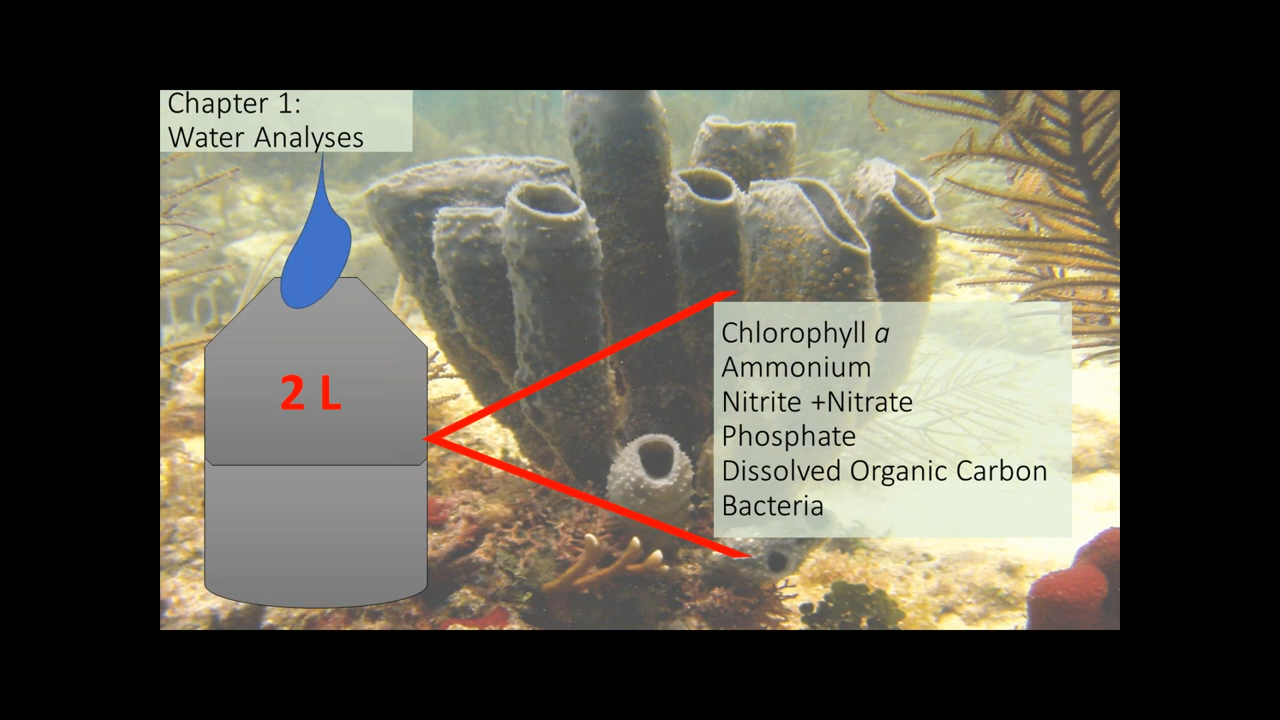 Chapter 1:
Water Analyses
2 L
Chlorophyll a
Ammonium
Nitrite +Nitrate
Phosphate
Dissolved Organic Carbon
Bacteria